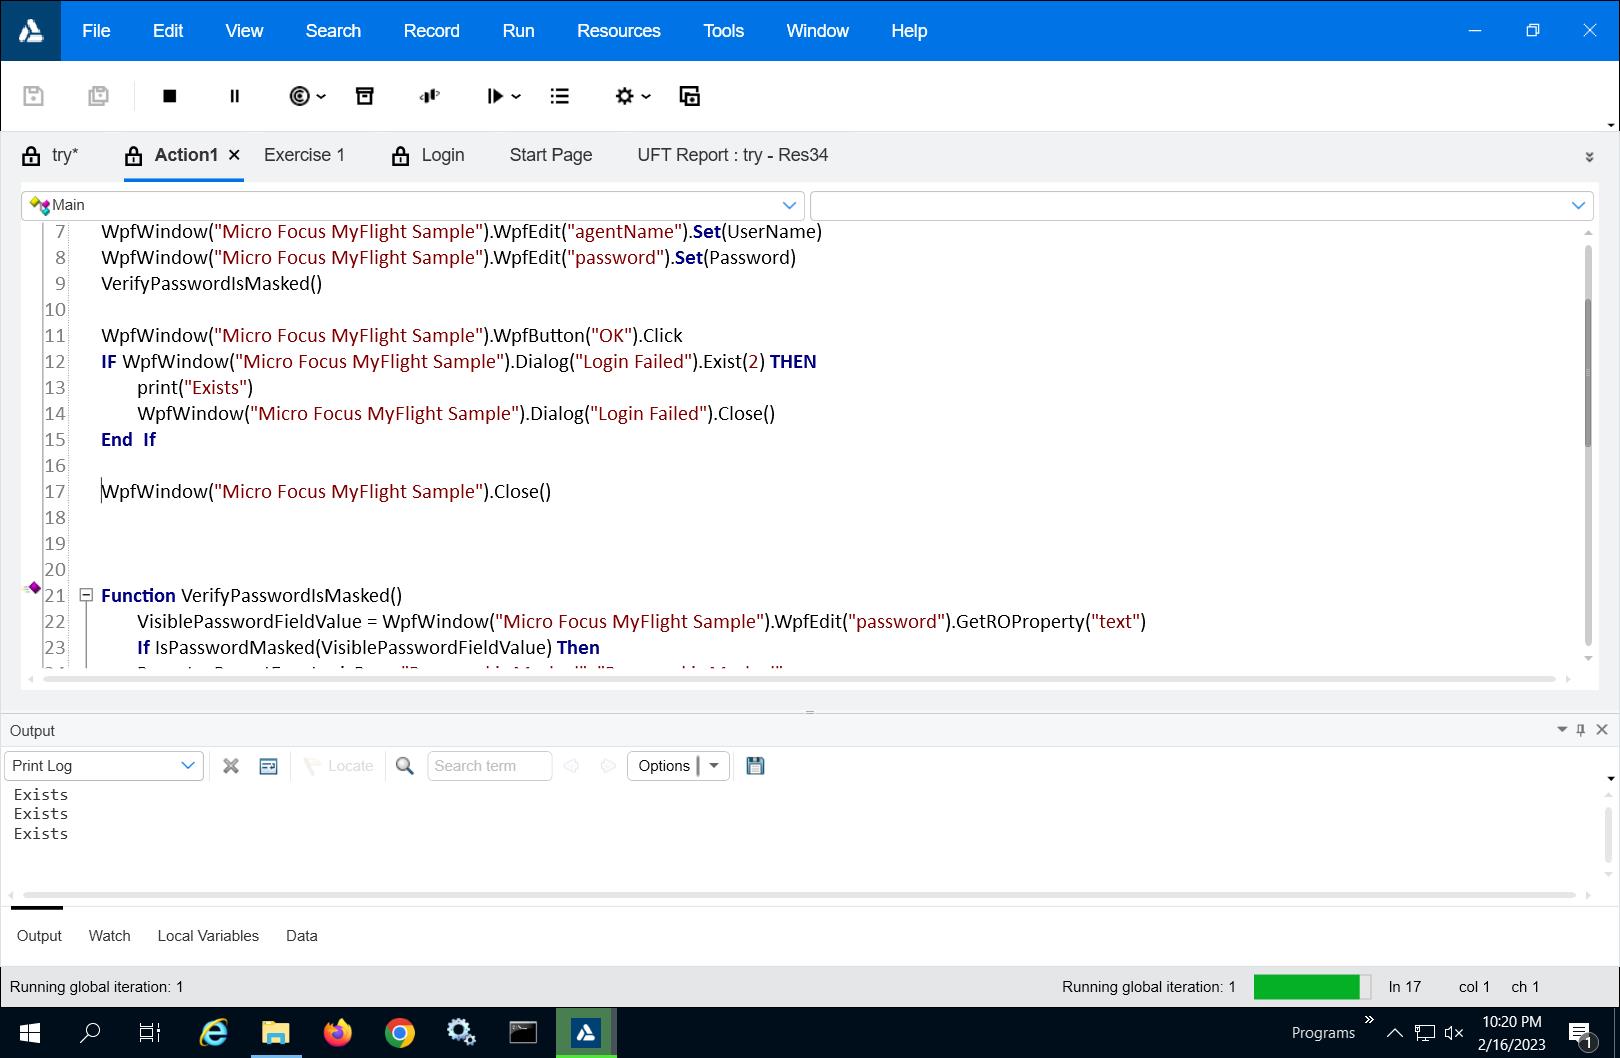 File Edit View Search Record Run Resources Tools Window Help
try* Action1 Exercise 1 Login Start Page UFT Report : try - Res34
Main
7 WpfWindow("Micro Focus MyFlight Sample").WpfEdit("agentName").Set(UserName)
8 WpfWindow("Micro Focus MyFlight Sample").WpfEdit("password").Set(Password)
9 VerifyPasswordIsMasked()
10
11 WpfWindow("Micro Focus MyFlight Sample").WpfButton("OK").Click
12 IF WpfWindow("Micro Focus MyFlight Sample").Dialog("Login Failed").Exist(2) THEN
13 print("Exists")
14 WpfWindow("Micro Focus MyFlight Sample").Dialog("Login Failed").Close()
15 End If
16
17 WpfWindow("Micro Focus MyFlight Sample").Close()
18
19
20
21 Function VerifyPasswordIsMasked()
22 VisiblePasswordFieldValue = WpfWindow("Micro Focus MyFlight Sample").WpfEdit("password").GetROProperty("text")
23 If IsPasswordMasked(VisiblePasswordFieldValue) Then
Output
Print Log Locate Search term Options
Exists
Exists
Exists
Output Watch Local Variables Data
Running global iteration: 1 Running global iteration: 1 ln 17 col 1 ch 1
Programs 10:20 PM
2/16/2023 1